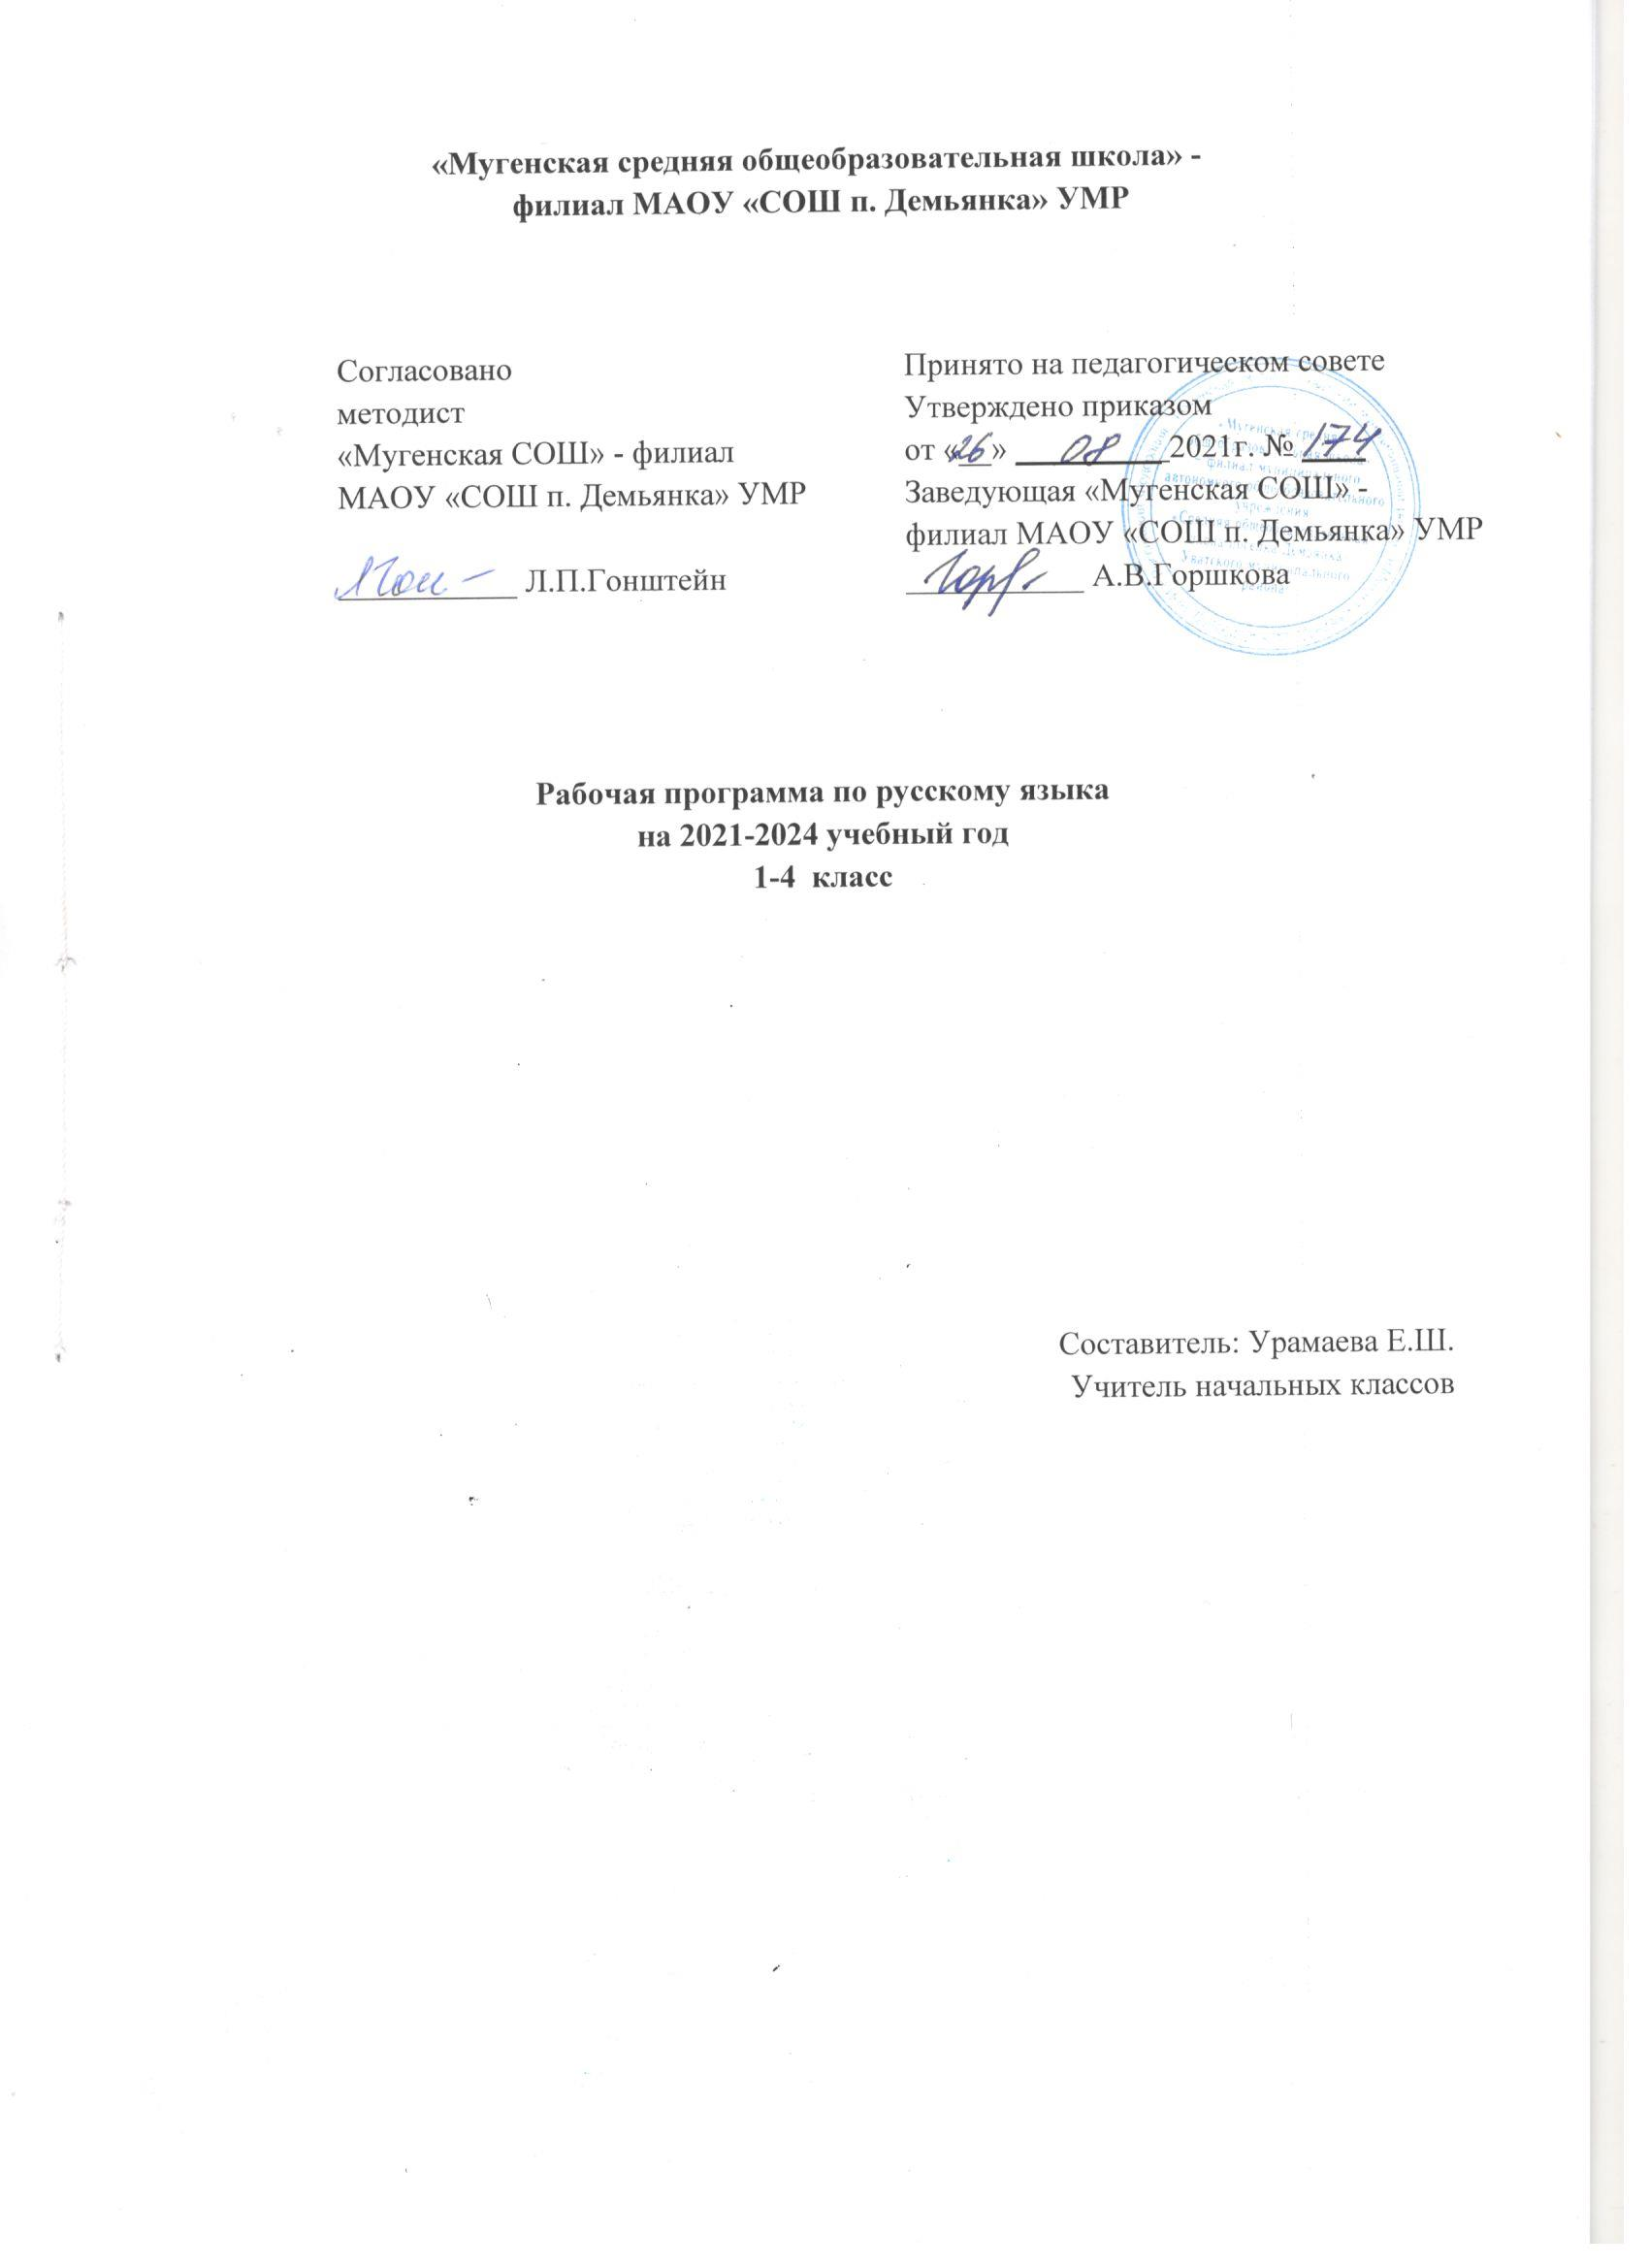 «Мугенская средняя общеобразовательная школа» -
филиал МАОУ «СОШ п. Демьянка» УМР
Согласовано
методист
«Мугенская СОШ» - филиал
МАОУ «СОШ п. Демьянка» УМР
Л.П.Гонштейн
Принято на педагогическом совете
Утверждено приказом
от «26» 08 2021г. № 174
Заведующая «Мугенская СОШ» -
филиал МАОУ «СОШ п. Демьянка» УМР
А.В.Горшкова
Рабочая программа по русскому языка
на 2021-2024 учебный год
1-4 класс
Составитель: Урамаева Е.Ш.
Учитель начальных классов